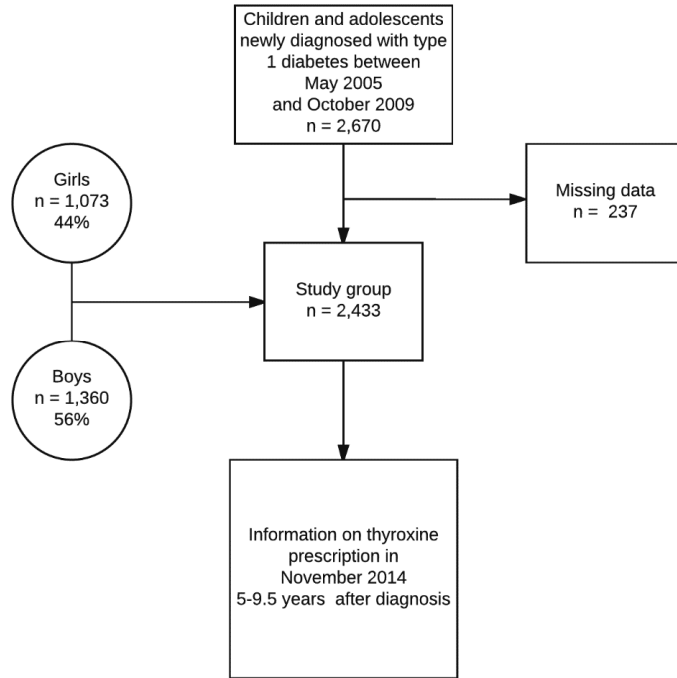 Children and adolescents
newly diagnosed with type
1 diabetes between
May 2005
and October 2009
n = 2,670
Girls
n = 1,073
44%
Missing data
n = 237
Study group
n = 2,433
Boys
n = 1,360
56%
Information on thyroxine
prescription in
November 2014
5-9.5 years after diagnosis